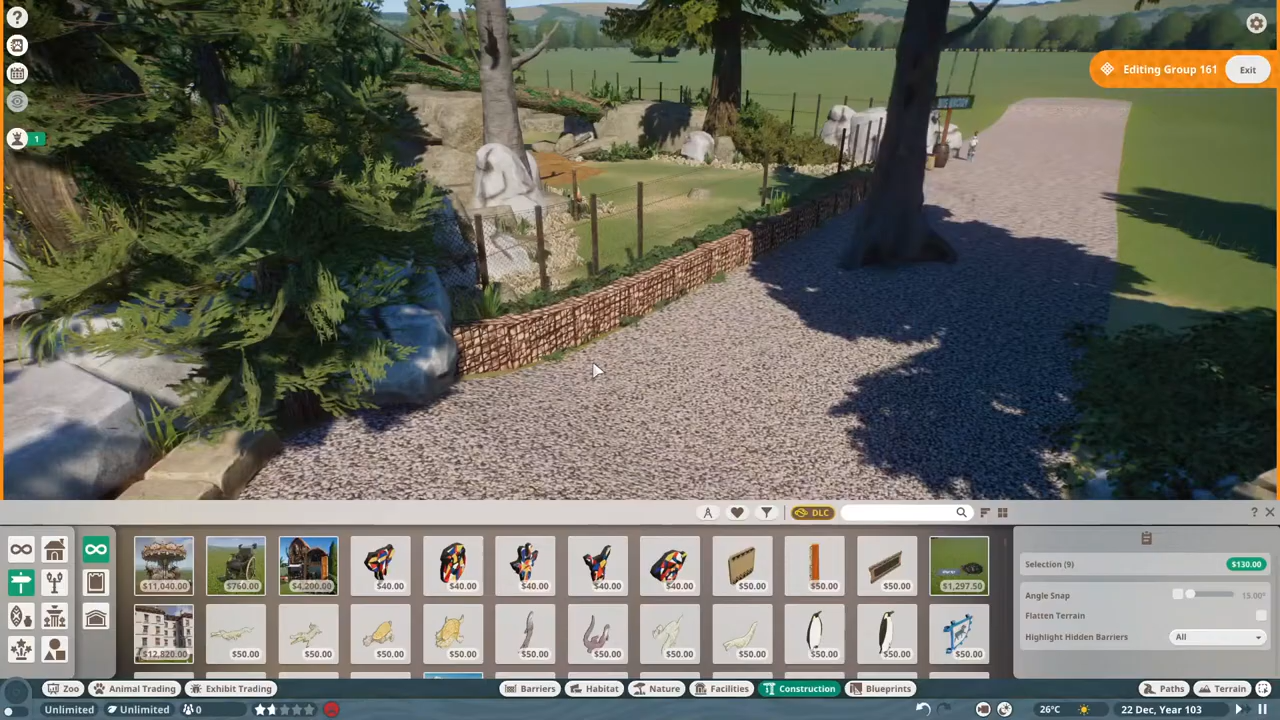 ?
Editing Group 161
Exit
1
DLC
?
$11,040.00
$760.00
$4,200.00
$40.00
$40.00
$40.00
$40.00
$40.00
$50.00
$50.00
$50.00
$1,297.50
$12,820.00
$50.00
$50.00
$50.00
$50.00
$50.00
$50.00
$50.00
$50.00
$50.00
$50.00
$50.00
Selection (9)
$130.00
Angle Snap
15.00°
Flatten Terrain
Highlight Hidden Barriers
All
Zoo
Animal Trading
Exhibit Trading
Barriers
Habitat
Nature
Facilities
Construction
Blueprints
Paths
Terrain
Unlimited
Unlimited
0
26°C
22 Dec, Year 103